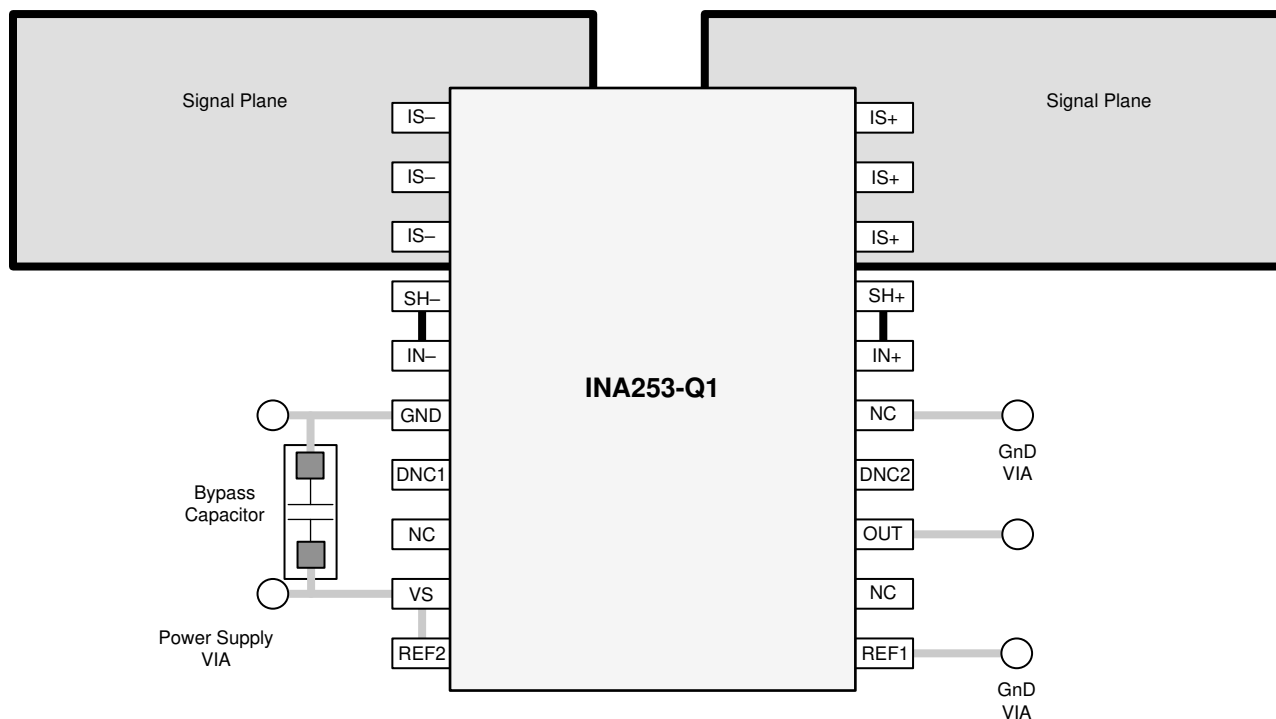 Signal Plane
Signal Plane
IS–
IS+
IS–
IS+
IS–
IS+
SH–
SH+
IN–
IN+
INA253-Q1
GND
NC
GnD
VIA
DNC1
DNC2
Bypass
Capacitor
NC
OUT
VS
NC
Power Supply
VIA
REF2
REF1
GnD
VIA